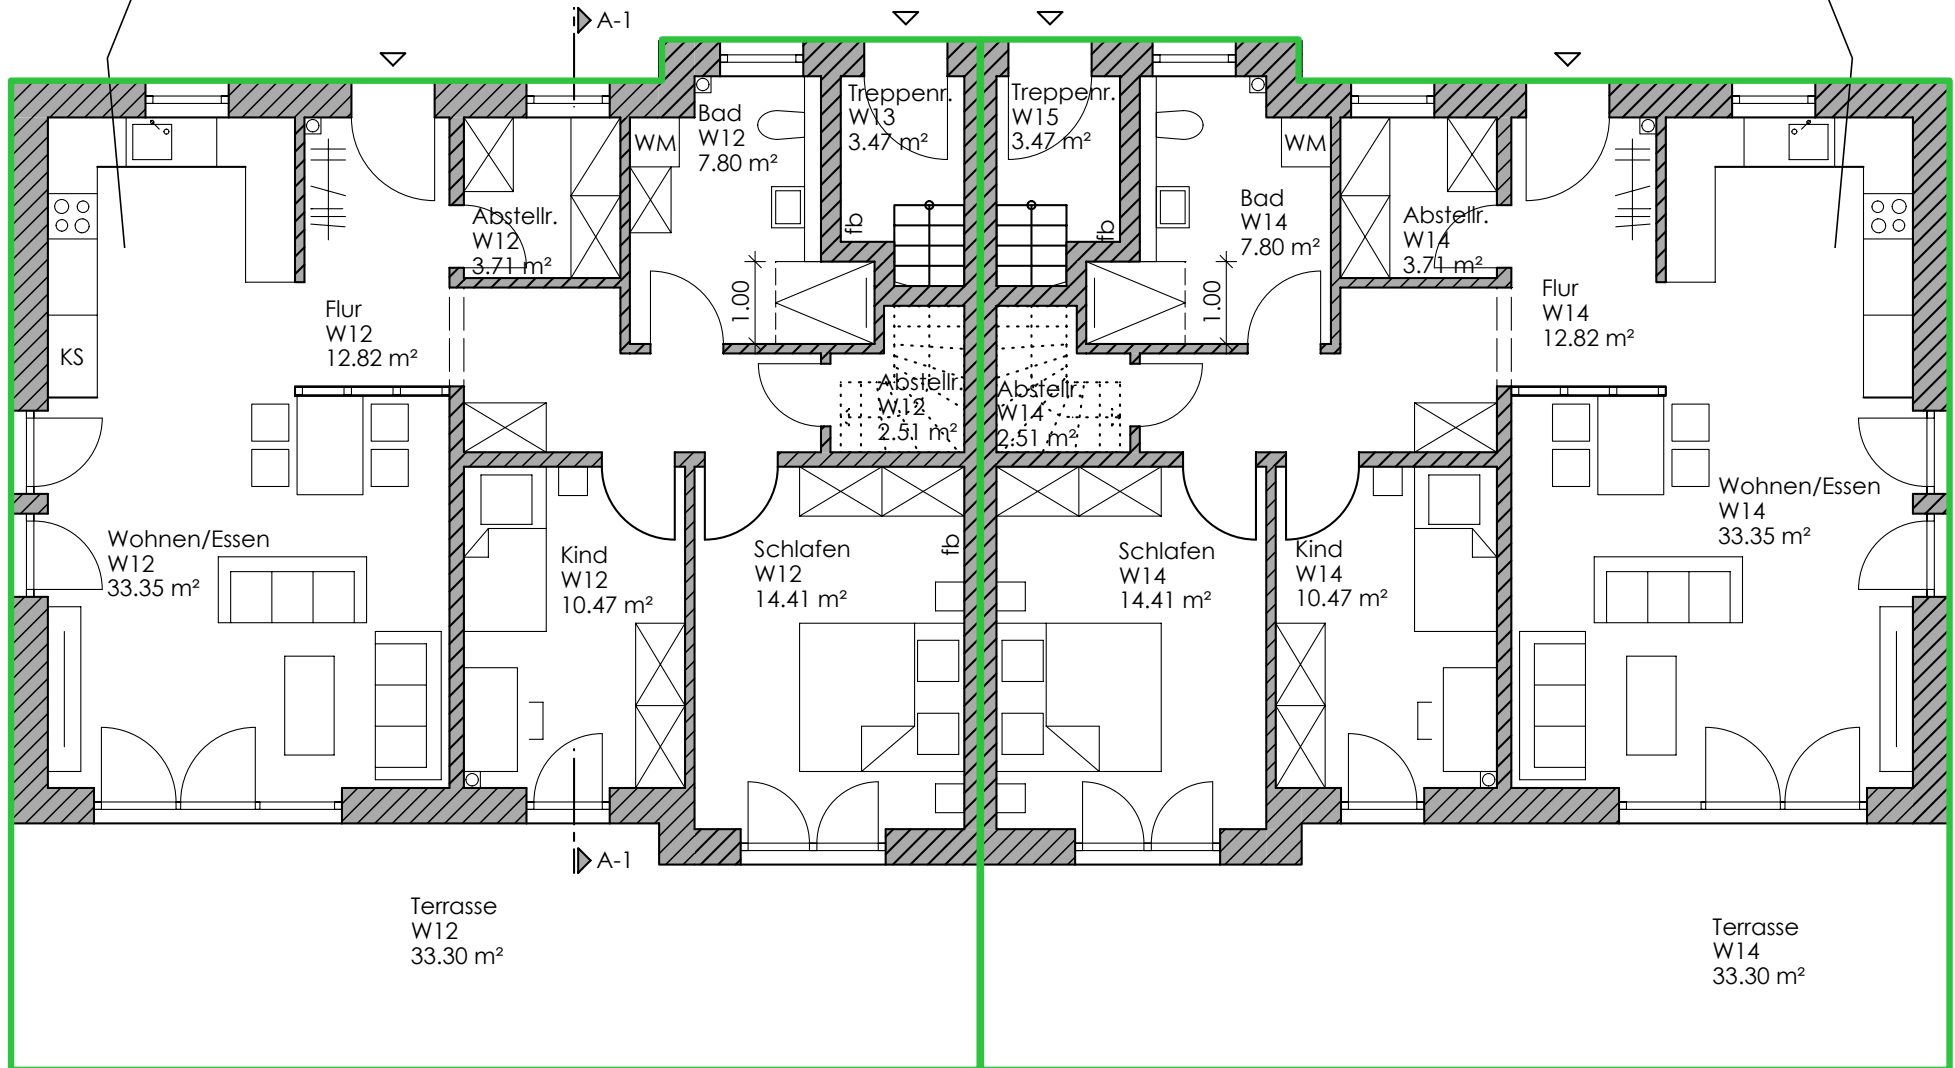 A-1
Bad
W12
7.80 m²
Treppenr.
W13
3.47 m²
Treppenr.
W15
3.47 m²
WM
WM
Bad
W14
7.80 m²
Abstellr.
W12
3.71 m²
fb
fb
Abstellr.
W14
3.71 m²
Flur
W12
12.82 m²
1.00
1.00
Flur
W14
12.82 m²
KS
Abstellr.
W12
2.51 m²
Abstellr.
W14
2.51 m²
Wohnen/Essen
W12
33.35 m²
Kind
W12
10.47 m²
Schlafen
W12
14.41 m²
fb
Schlafen
W14
14.41 m²
Kind
W14
10.47 m²
Wohnen/Essen
W14
33.35 m²
A-1
Terrasse
W12
33.30 m²
Terrasse
W14
33.30 m²